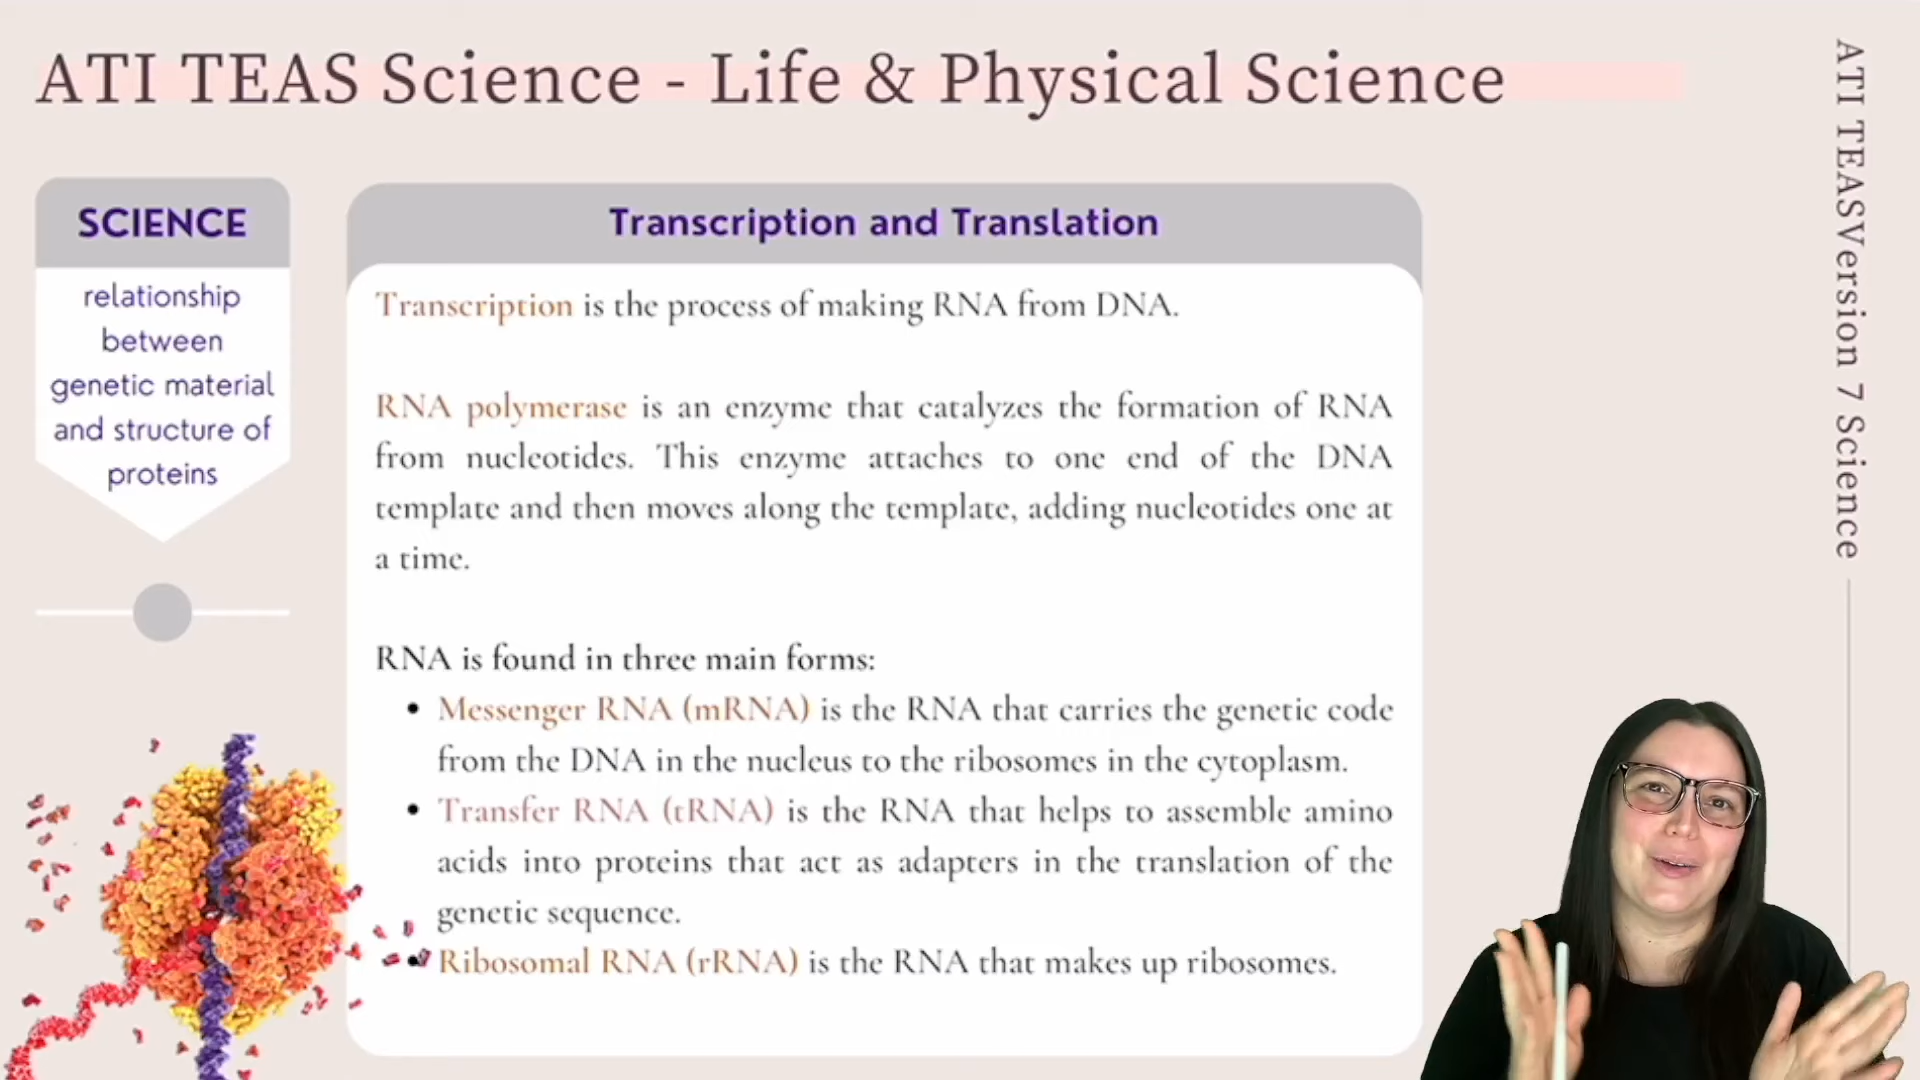 ATI TEAS Science - Life & Physical Science
SCIENCE
relationship
between
genetic material
and structure of
proteins
Transcription and Translation
Transcription is the process of making RNA from DNA.
RNA polymerase is an enzyme that catalyzes the formation of RNA
from nucleotides. This enzyme attaches to one end of the DNA
template and then moves along the template, adding nucleotides one at
a time.
RNA is found in three main forms:
• Messenger RNA (mRNA) is the RNA that carries the genetic code
from the DNA in the nucleus to the ribosomes in the cytoplasm.
• Transfer RNA (tRNA) is the RNA that helps to assemble amino
acids into proteins that act as adapters in the translation of the
genetic sequence.
• Ribosomal RNA (rRNA) is the RNA that makes up ribosomes.
ATI TEASVersion 7 Science